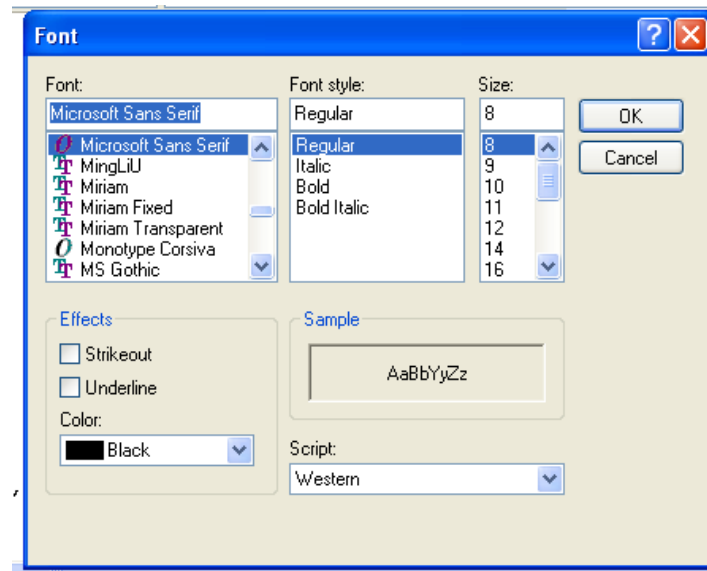 Font
Font:
Microsoft Sans Serif
Microsoft Sans Serif
MingLiU
Miriam
Miriam Fixed
Miriam Transparent
Monotype Corsiva
MS Gothic
Font style:
Regular
Regular
Italic
Bold
Bold Italic
Size:
8
8
9
10
11
12
14
16
OK
Cancel
Effects
Strikeout
Underline
Color:
Black
Sample
AaBbYyZz
Script:
Western